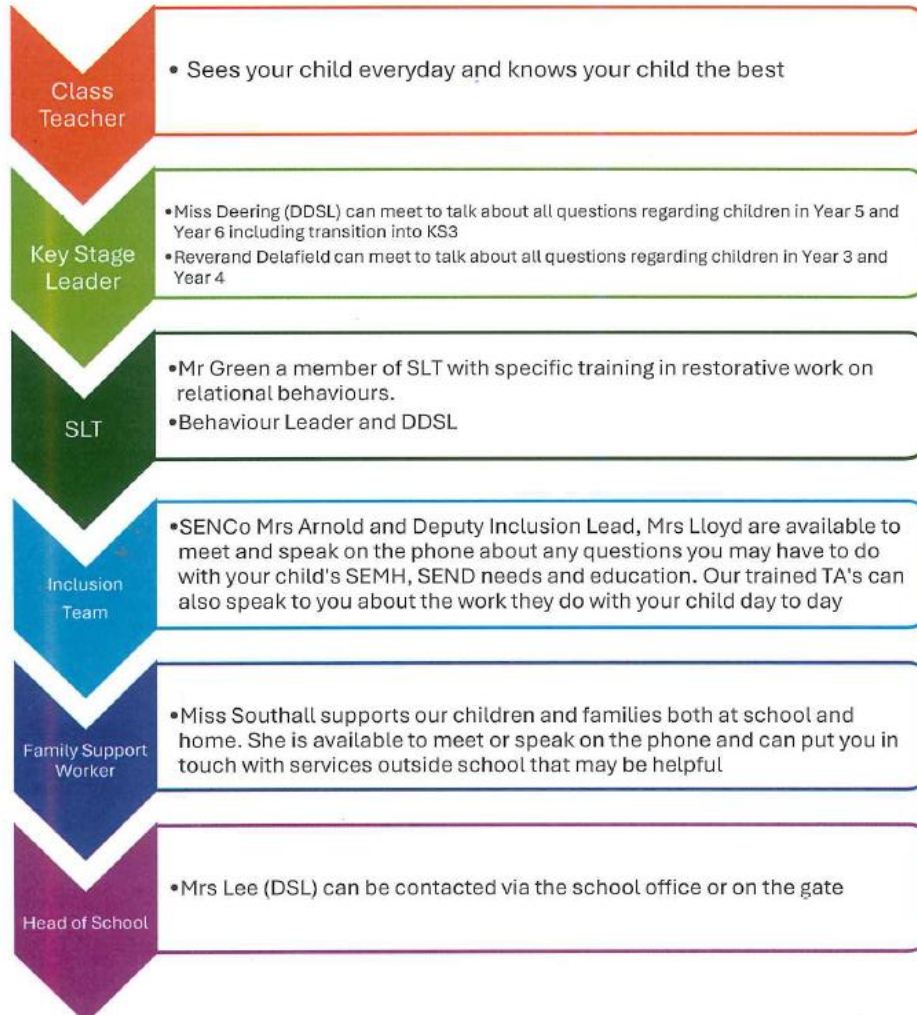 Class
Teacher
• Sees your child everyday and knows your child the best
Key Stage
Leader
•Miss Deering (DDSL) can meet to talk about all questions regarding children in Year 5 and
Year 6 including transition into KS3
•Reverand Delafield can meet to talk about all questions regarding children in Year 3 and
Year 4
SLT
•Mr Green a member of SLT with specific training in restorative work on
relational behaviours.
•Behaviour Leader and DDSL
Inclusion
Team
•SENCo Mrs Arnold and Deputy Inclusion Lead, Mrs Lloyd are available to
meet and speak on the phone about any questions you may have to do
with your child's SEMH, SEND needs and education. Our trained TA's can
also speak to you about the work they do with your child day to day
Family Support
Worker
•Miss Southall supports our children and families both at school and
home. She is available to meet or speak on the phone and can put you in
touch with services outside school that may be helpful
Head of School
•Mrs Lee (DSL) can be contacted via the school office or on the gate